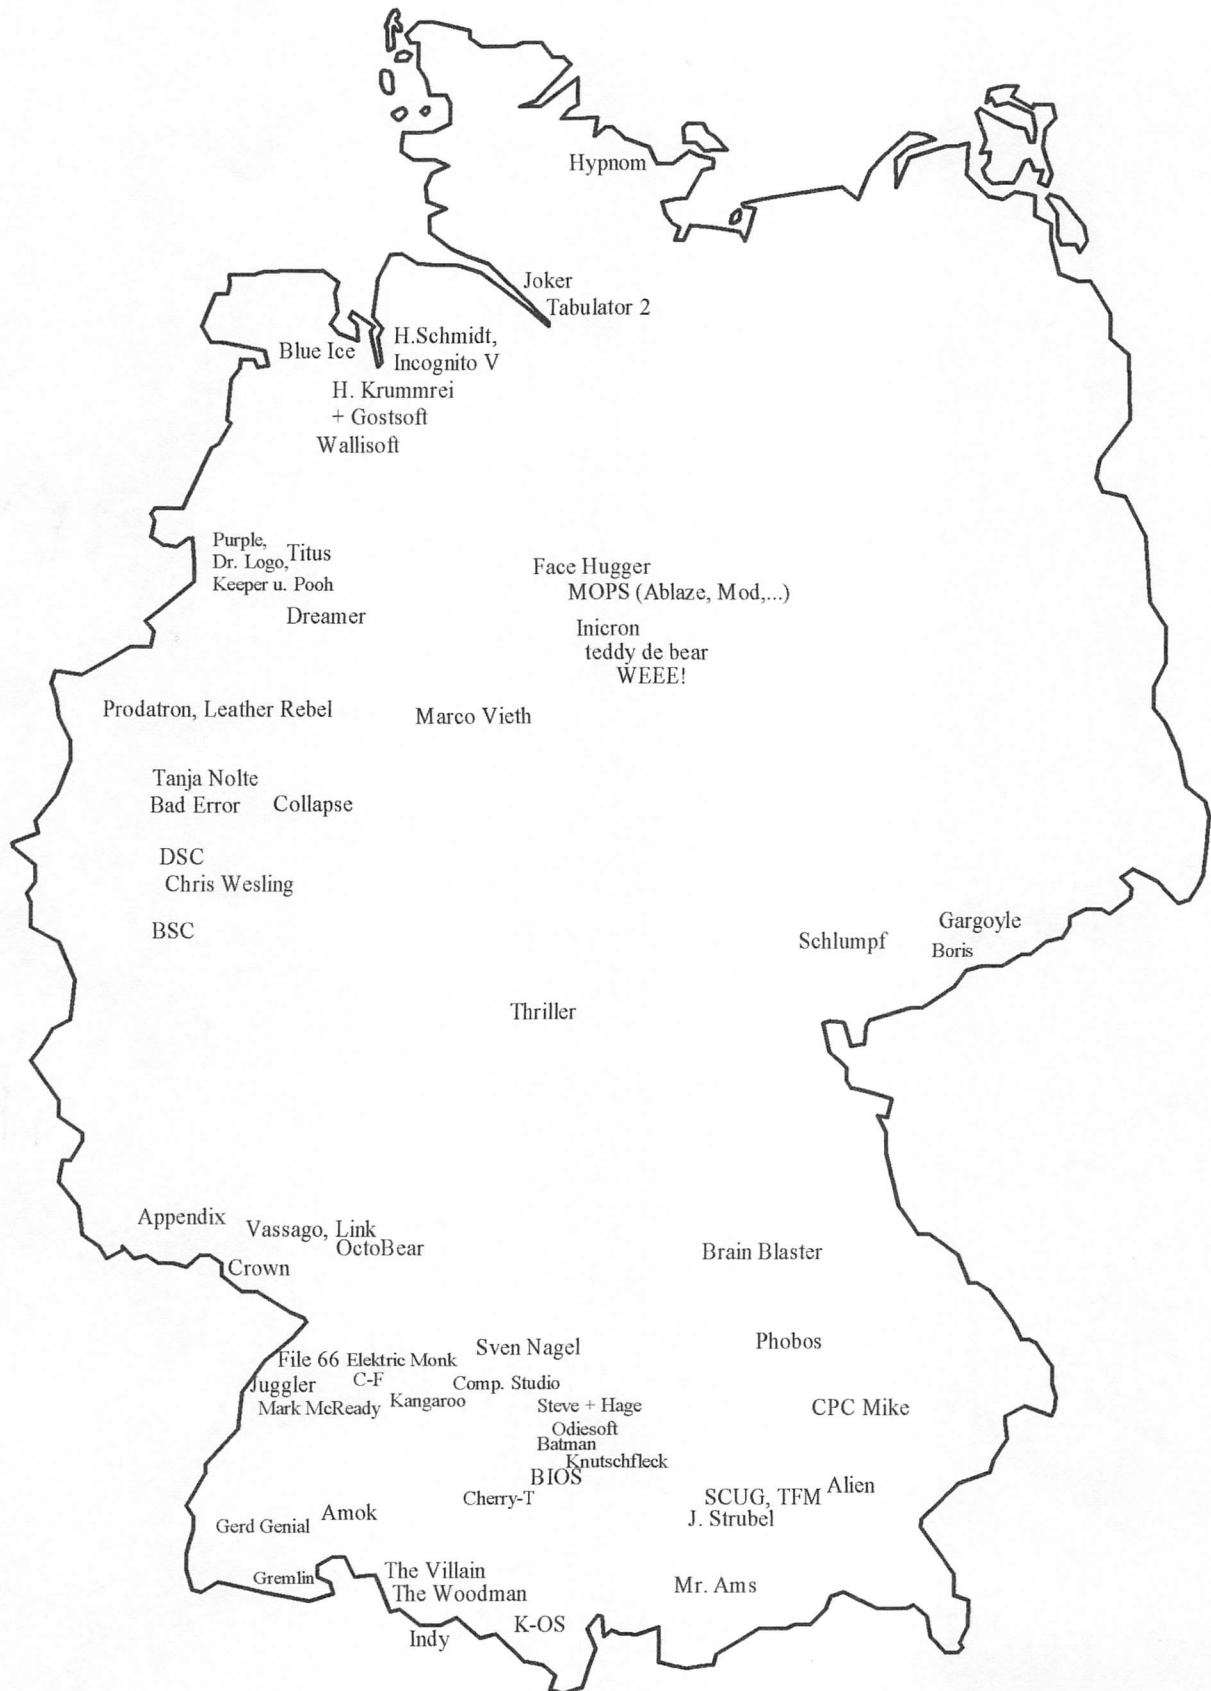 Hypnom
Joker
Tabulator 2
Blue Ice
H.Schmidt,
Incognito V
H. Krummrei
+ Gostsoft
Wallisoft
Purple,
Dr. Logo,
Keeper u. Pooh
Titus
Dreamer
Face Hugger
MOPS (Ablaze, Mod,...)
Inicron
teddy de bear
WEEE!
Prodatron, Leather Rebel
Marco Vieth
Tanja Nolte
Bad Error
Collapse
DSC
Chris Wesling
BSC
Gargoyle
Schlumpf
Boris
Thriller
Appendix
Vassago, Link
OctoBear
Crown
Brain Blaster
Phobos
Sven Nagel
File 66
Elektric Monk
Juggler
C-F
Comp. Studio
Mark McReady
Kangaroo
Steve + Hage
CPC Mike
Odiesoft
Batman
Knutschfleck
BIOS
Cherry-T
SCUG, TFM
Alien
J. Strubel
Amok
Gerd Genial
Gremlin
The Villain
The Woodman
Mr. Ams
K-OS
Indy